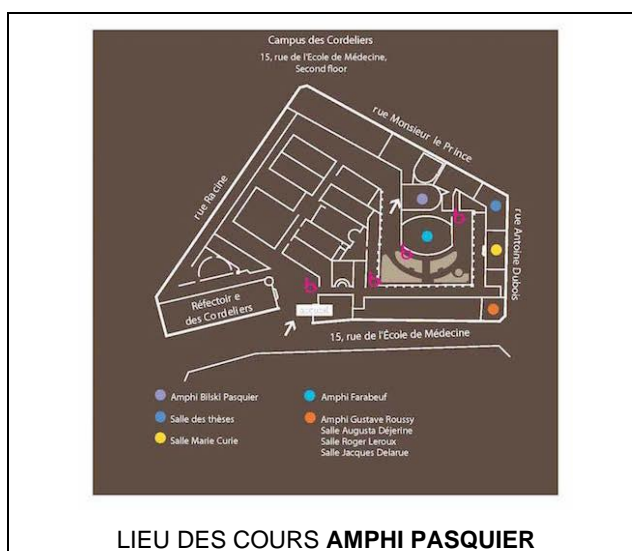 Campus des Cordeliers
15, rue de l'Ecole de Médecine,
Second floor
rue Monsieur le Prince
rue Racine
rue Antoine Dubois
Réfectoir e
des Cordeliers
15, rue de l'École de Médecine
Amphi Bilski Pasquier
Salle des thèses
Salle Marie Curie
Amphi Farabeuf
Amphi Gustave Roussy
Salle Augusta Déjerine
Salle Roger Leroux
Salle Jacques Delarue
LIEU DES COURS AMPHI PASQUIER